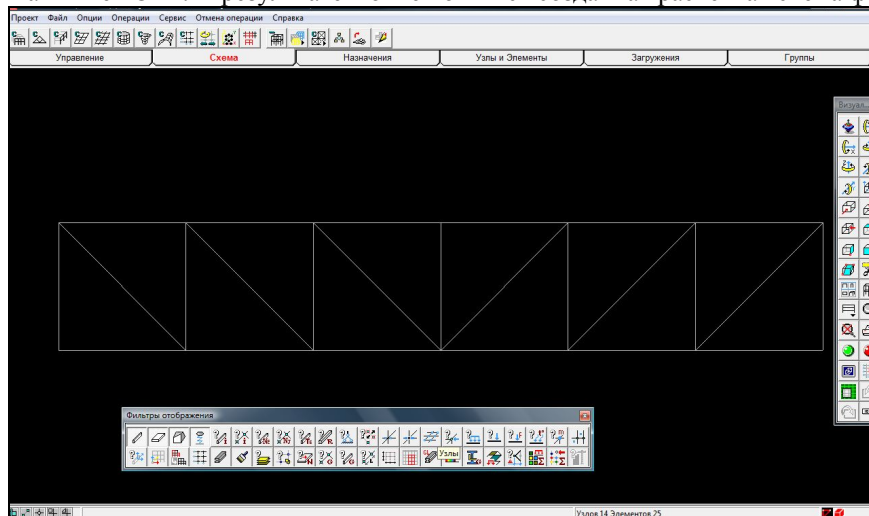 Проект Файл Опции Операции Сервис Отмена операции Справка
Управление Схема Назначения Узлы и Элементы Загружения Группы
Визуал...
Фильтры отображения
Узлы
Узлов 14 Элементов 25